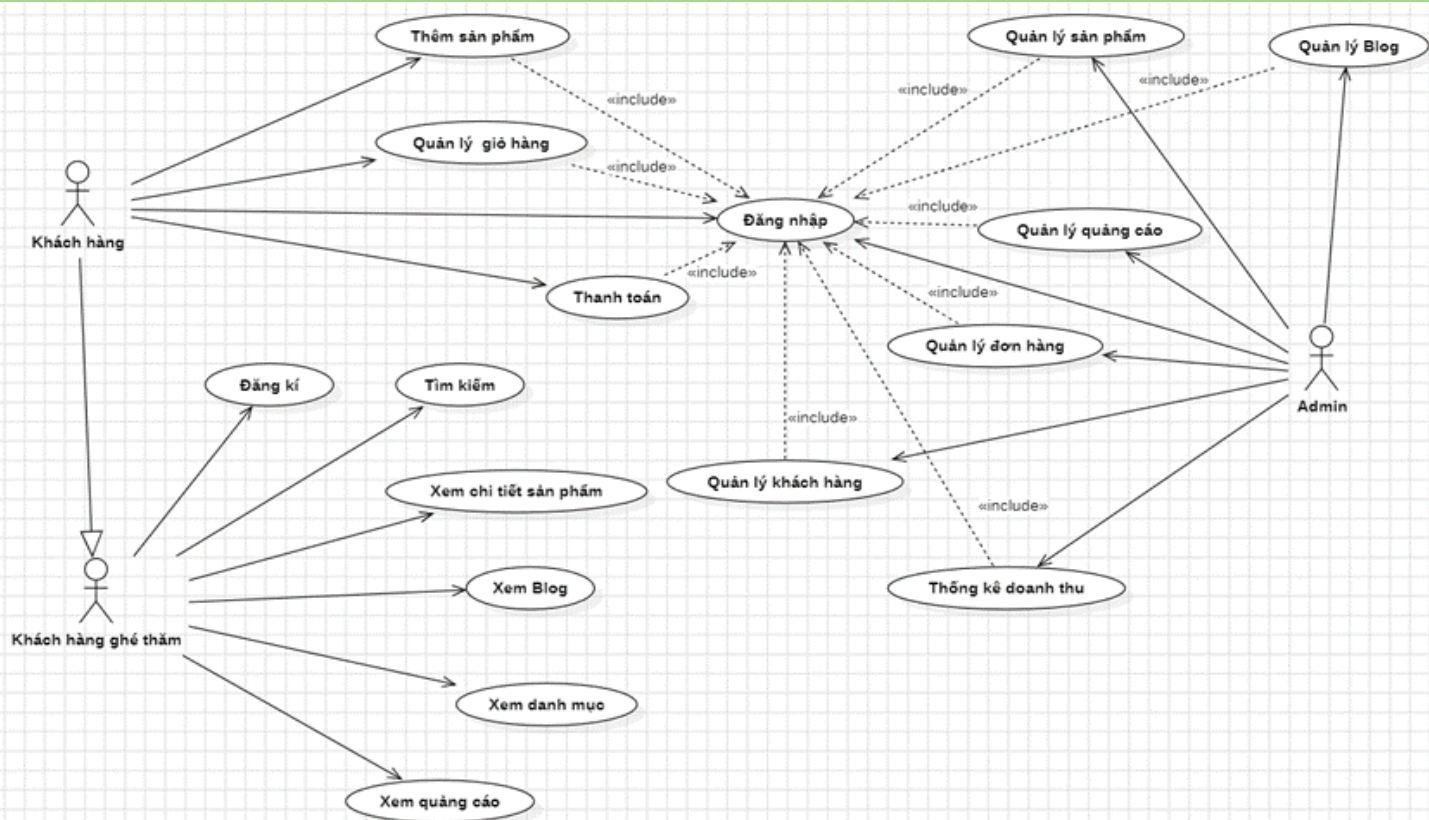 Thêm sản phẩm
Quản lý sản phẩm
Quản lý Blog
«include»
«include»
«include»
Quản lý giỏ hàng
«include»
Đăng nhập
«include»
Quản lý quảng cáo
Khách hàng
«include»
Thanh toán
«include»
Quản lý đơn hàng
Admin
Đăng kí
Tìm kiếm
«include»
Xem chi tiết sản phẩm
Quản lý khách hàng
«include»
Xem Blog
Thống kê doanh thu
Khách hàng ghé thăm
Xem danh mục
Xem quảng cáo